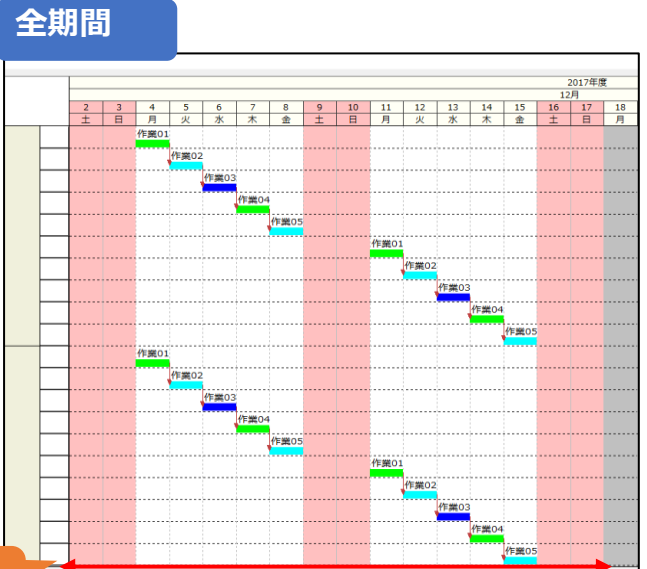 全期間
2017年度
12月
2 3 4 5 6 7 8 9 10 11 12 13 14 15 16 17 18
土 日 月 火 水 木 金 土 日 月 火 水 木 金 土 日 月
作業01
作業02
作業03
作業04
作業05
作業01
作業02
作業03
作業04
作業05
作業01
作業02
作業03
作業04
作業05
作業01
作業02
作業03
作業04
作業05